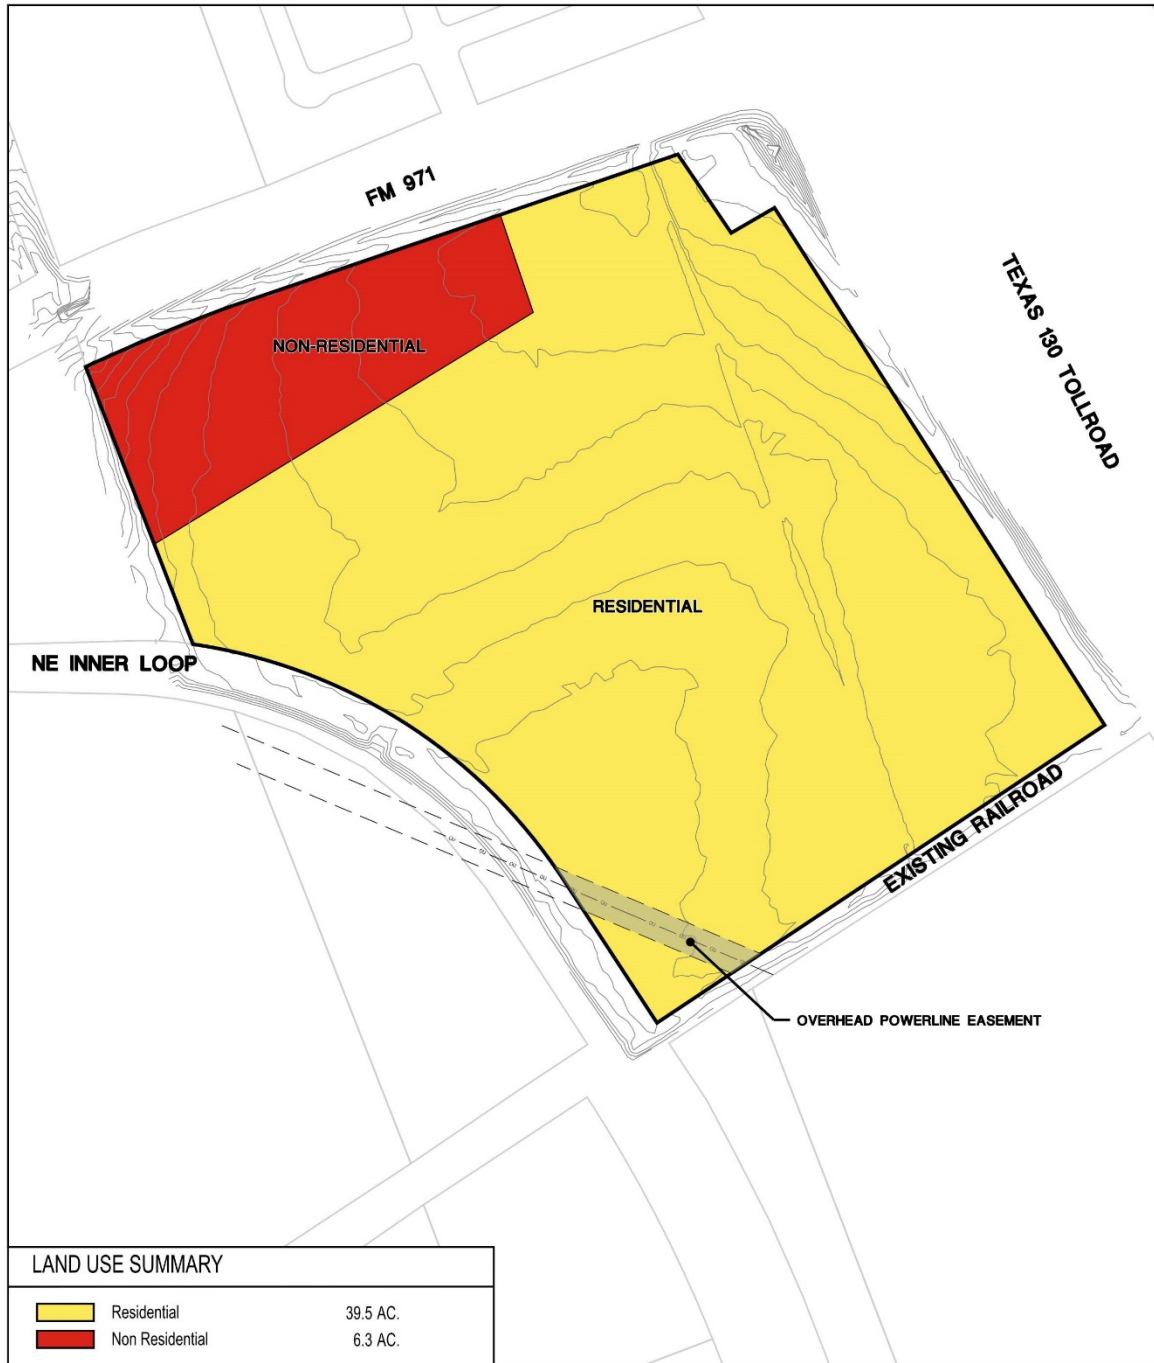 FM 971
TEXAS 130 TOLLROAD
NON-RESIDENTIAL
RESIDENTIAL
NE INNER LOOP
EXISTING RAILROAD
OVERHEAD POWERLINE EASEMENT
LAND USE SUMMARY
Residential 39.5 AC.
Non Residential 6.3 AC.